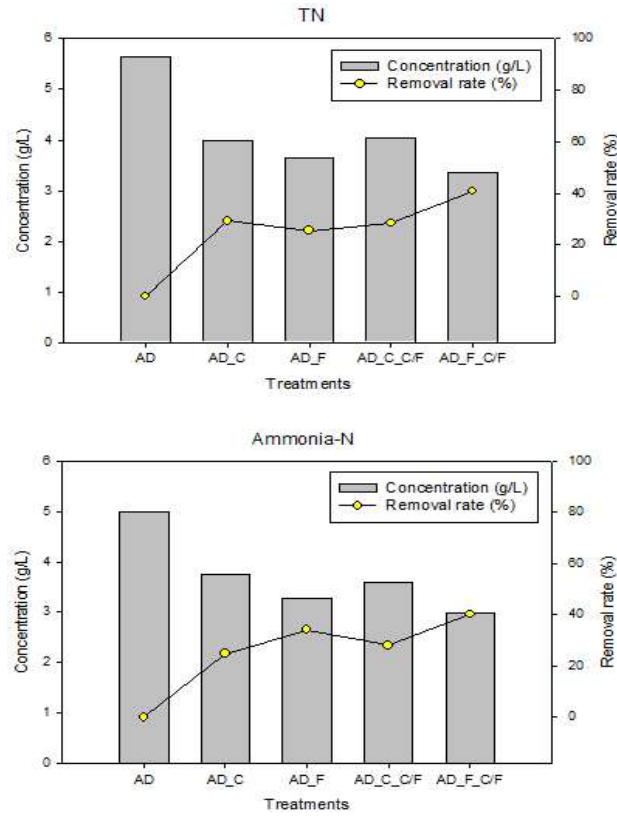 TN
Concentration (g/L)
Removal rate (%)
6
5
4
3
2
1
0
Concentration (g/L)
100
80
60
40
20
0
Removal rate (%)
AD AD_C AD_F AD_C_C/F AD_F_C/F
Treatments
Ammonia-N
Concentration (g/L)
Removal rate (%)
6
5
4
3
2
1
0
Concentration (g/L)
100
80
60
40
20
0
Removal rate (%)
AD AD_C AD_F AD_C_C/F AD_F_C/F
Treatments